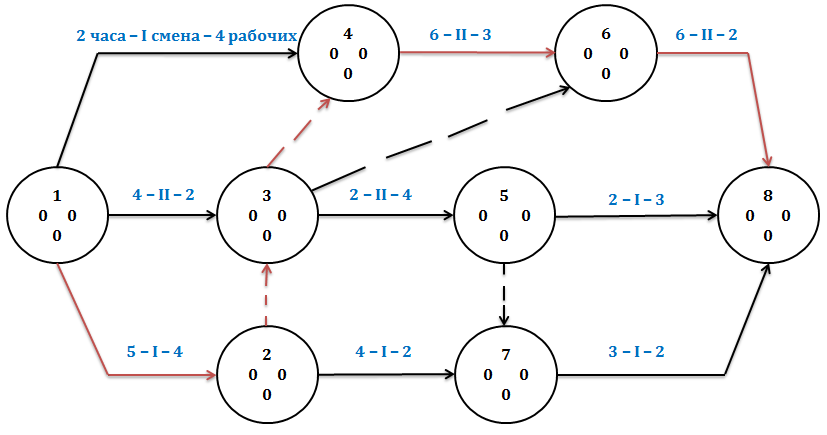 2 часа – I смена – 4 рабочих
4
0 0
0
6 – II – 3
6
0 0
0
6 – II – 2
1
0 0
0
4 – II – 2
3
0 0
0
2 – II – 4
5
0 0
0
2 – I – 3
8
0 0
0
5 – I – 4
2
0 0
0
4 – I – 2
7
0 0
0
3 – I – 2